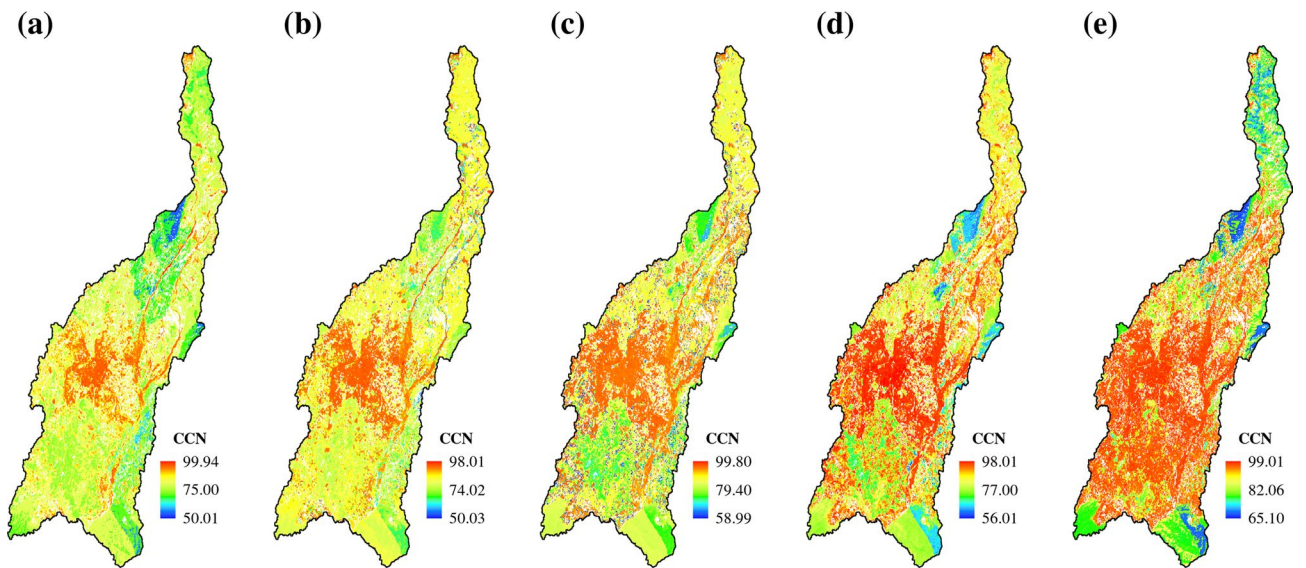 (a) (b) (c) (d) (e)
CCN CCN CCN CCN CCN
99.94 98.01 99.80 98.01 99.01
75.00 74.02 79.40 77.00 82.06
50.01 50.03 58.99 56.01 65.10